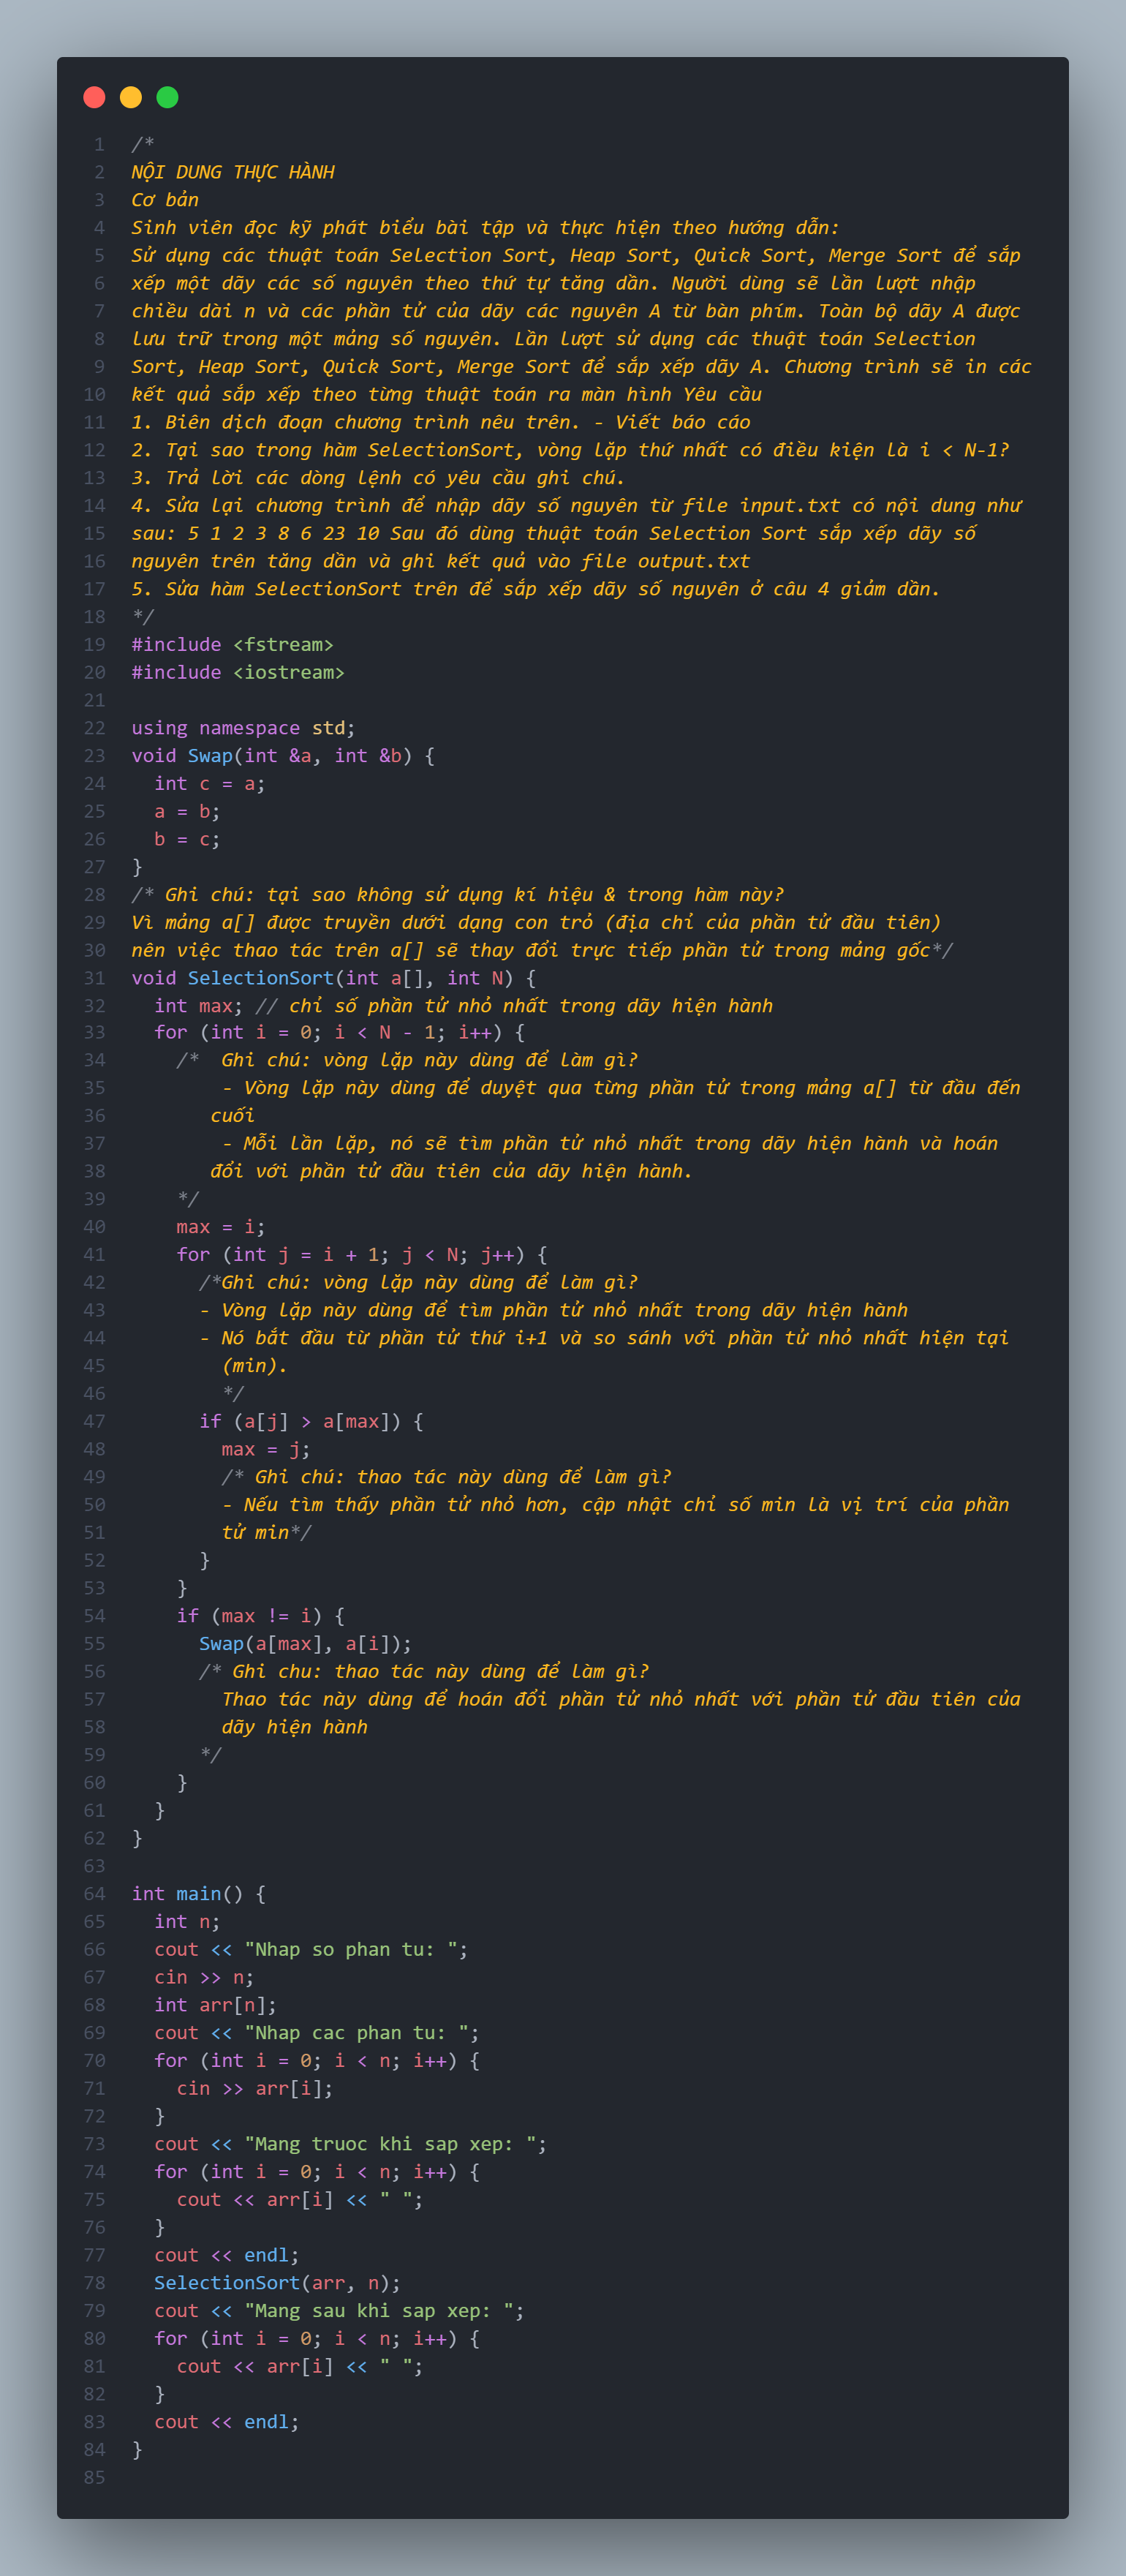 1 /*
2 NỘI DUNG THỰC HÀNH
3 Cơ bản
4 Sinh viên đọc kỹ phát biểu bài tập và thực hiện theo hướng dẫn:
5 Sử dụng các thuật toán Selection Sort, Heap Sort, Quick Sort, Merge Sort để sắp
6 xếp một dãy các số nguyên theo thứ tự tăng dần. Người dùng sẽ lần lượt nhập
7 chiều dài n và các phần tử của dãy các nguyên A từ bàn phím. Toàn bộ dãy A được
8 lưu trữ trong một mảng số nguyên. Lần lượt sử dụng các thuật toán Selection
9 Sort, Heap Sort, Quick Sort, Merge Sort để sắp xếp dãy A. Chương trình sẽ in các
10 kết quả sắp xếp theo từng thuật toán ra màn hình Yêu cầu
11 1. Biên dịch đoạn chương trình nêu trên. - Viết báo cáo
12 2. Tại sao trong hàm SelectionSort, vòng lặp thứ nhất có điều kiện là i < N-1?
13 3. Trả lời các dòng lệnh có yêu cầu ghi chú.
14 4. Sửa lại chương trình để nhập dãy số nguyên từ file input.txt có nội dung như
15 sau: 5 1 2 3 8 6 23 10 Sau đó dùng thuật toán Selection Sort sắp xếp dãy số
16 nguyên trên tăng dần và ghi kết quả vào file output.txt
17 5. Sửa hàm SelectionSort trên để sắp xếp dãy số nguyên ở câu 4 giảm dần.
18 */
19 #include <fstream>
20 #include <iostream>
21
22 using namespace std;
23 void Swap(int &a, int &b) {
24   int c = a;
25   a = b;
26   b = c;
27 }
28 /* Ghi chú: tại sao không sử dụng kí hiệu & trong hàm này?
29 Vì mảng a[] được truyền dưới dạng con trỏ (địa chỉ của phần tử đầu tiên)
30 nên việc thao tác trên a[] sẽ thay đổi trực tiếp phần tử trong mảng gốc*/
31 void SelectionSort(int a[], int N) {
32   int max; // chỉ số phần tử nhỏ nhất trong dãy hiện hành
33   for (int i = 0; i < N - 1; i++) {
34     /*  Ghi chú: vòng lặp này dùng để làm gì?
35         - Vòng lặp này dùng để duyệt qua từng phần tử trong mảng a[] từ đầu đến
36        cuối
37         - Mỗi lần lặp, nó sẽ tìm phần tử nhỏ nhất trong dãy hiện hành và hoán
38        đổi với phần tử đầu tiên của dãy hiện hành.
39     */
40     max = i;
41     for (int j = i + 1; j < N; j++) {
42       /*Ghi chú: vòng lặp này dùng để làm gì?
43       - Vòng lặp này dùng để tìm phần tử nhỏ nhất trong dãy hiện hành
44       - Nó bắt đầu từ phần tử thứ i+1 và so sánh với phần tử nhỏ nhất hiện tại
45         (min).
46         */
47       if (a[j] > a[max]) {
48         max = j;
49         /* Ghi chú: thao tác này dùng để làm gì?
50         - Nếu tìm thấy phần tử nhỏ hơn, cập nhật chỉ số min là vị trí của phần
51         tử min*/
52       }
53     }
54     if (max != i) {
55       Swap(a[max], a[i]);
56       /* Ghi chu: thao tác này dùng để làm gì?
57         Thao tác này dùng để hoán đổi phần tử nhỏ nhất với phần tử đầu tiên của
58         dãy hiện hành
59       */
60     }
61   }
62 }
63
64 int main() {
65   int n;
66   cout << "Nhap so phan tu: ";
67   cin >> n;
68   int arr[n];
69   cout << "Nhap cac phan tu: ";
70   for (int i = 0; i < n; i++) {
71     cin >> arr[i];
72   }
73   cout << "Mang truoc khi sap xep: ";
74   for (int i = 0; i < n; i++) {
75     cout << arr[i] << " ";
76   }
77   cout << endl;
78   SelectionSort(arr, n);
79   cout << "Mang sau khi sap xep: ";
80   for (int i = 0; i < n; i++) {
81     cout << arr[i] << " ";
82   }
83   cout << endl;
84 }
85